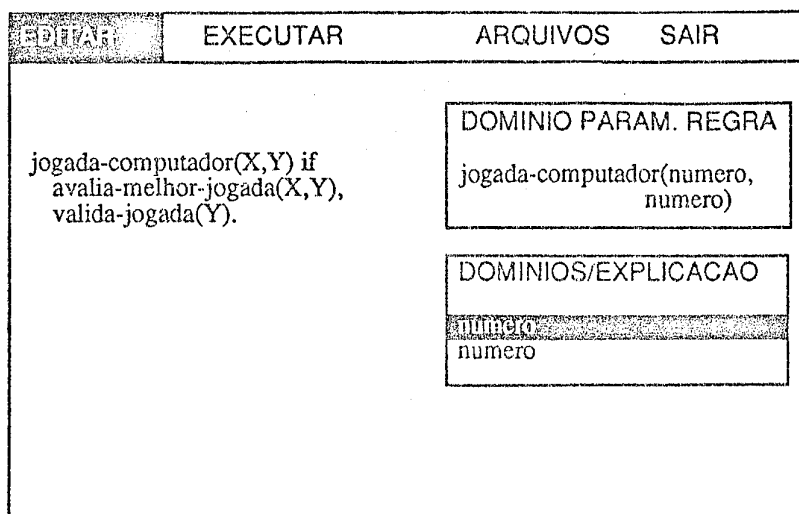 EDITAR EXECUTAR ARQUIVOS SAIR
jogada-computador(X,Y) if
avalia-melhor-jogada(X,Y),
valida-jogada(Y).
DOMINIO PARAM. REGRA
jogada-computador(numero,
numero)
DOMINIOS/EXPLICACAO
numero
numero